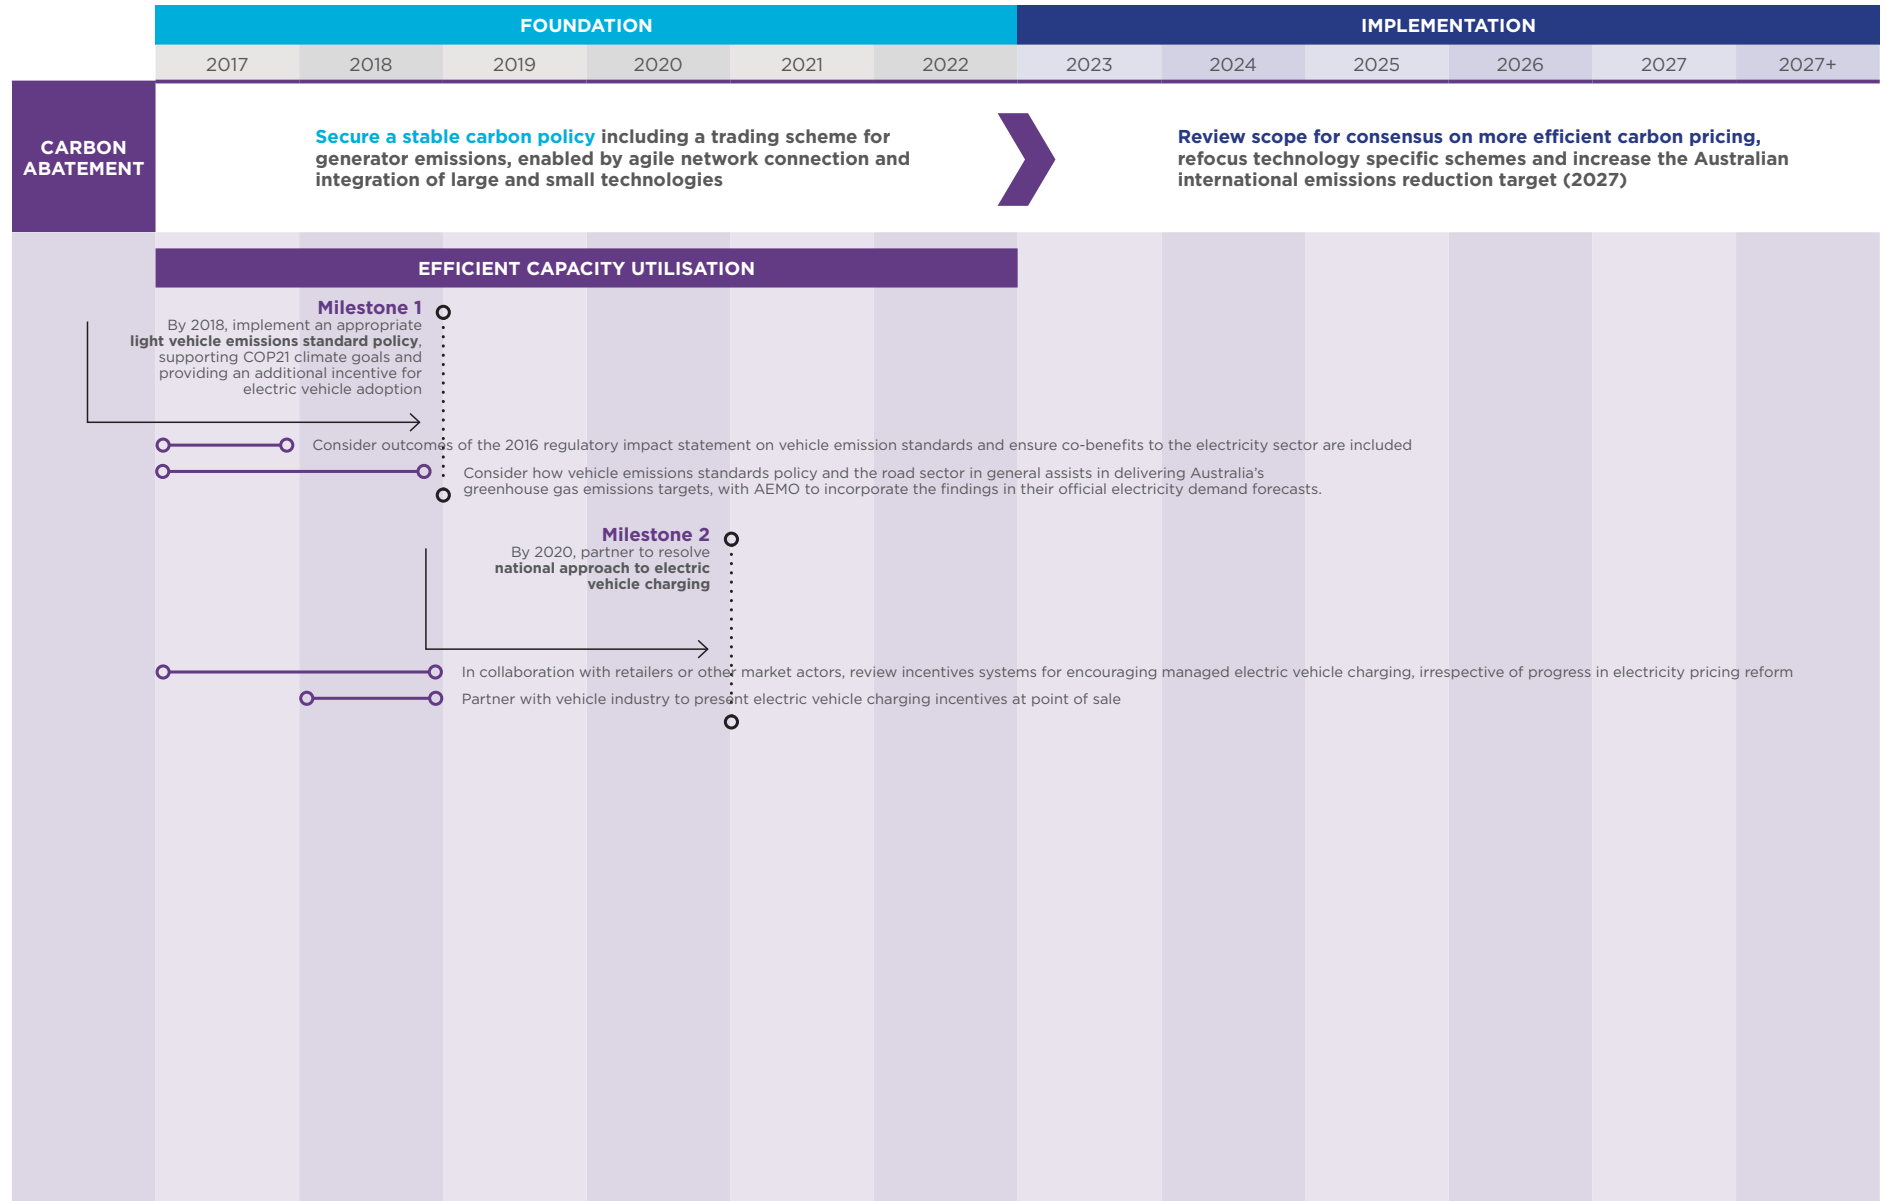 FOUNDATION
IMPLEMENTATION
2017
2018
2019
2020
2021
2022
2023
2024
2025
2026
2027
2027+
CARBON
ABATEMENT
Secure a stable carbon policy including a trading scheme for
generator emissions, enabled by agile network connection and
integration of large and small technologies
Review scope for consensus on more efficient carbon pricing,
refocus technology specific schemes and increase the Australian
international emissions reduction target (2027)
EFFICIENT CAPACITY UTILISATION
Milestone 1
By 2018, implement an appropriate
light vehicle emissions standard policy,
supporting COP21 climate goals and
providing an additional incentive for
electric vehicle adoption
Consider outcomes of the 2016 regulatory impact statement on vehicle emission standards and ensure co-benefits to the electricity sector are included
Consider how vehicle emissions standards policy and the road sector in general assists in delivering Australia’s
greenhouse gas emissions targets, with AEMO to incorporate the findings in their official electricity demand forecasts.
Milestone 2
By 2020, partner to resolve
national approach to electric
vehicle charging
In collaboration with retailers or other market actors, review incentives systems for encouraging managed electric vehicle charging, irrespective of progress in electricity pricing reform
Partner with vehicle industry to present electric vehicle charging incentives at point of sale